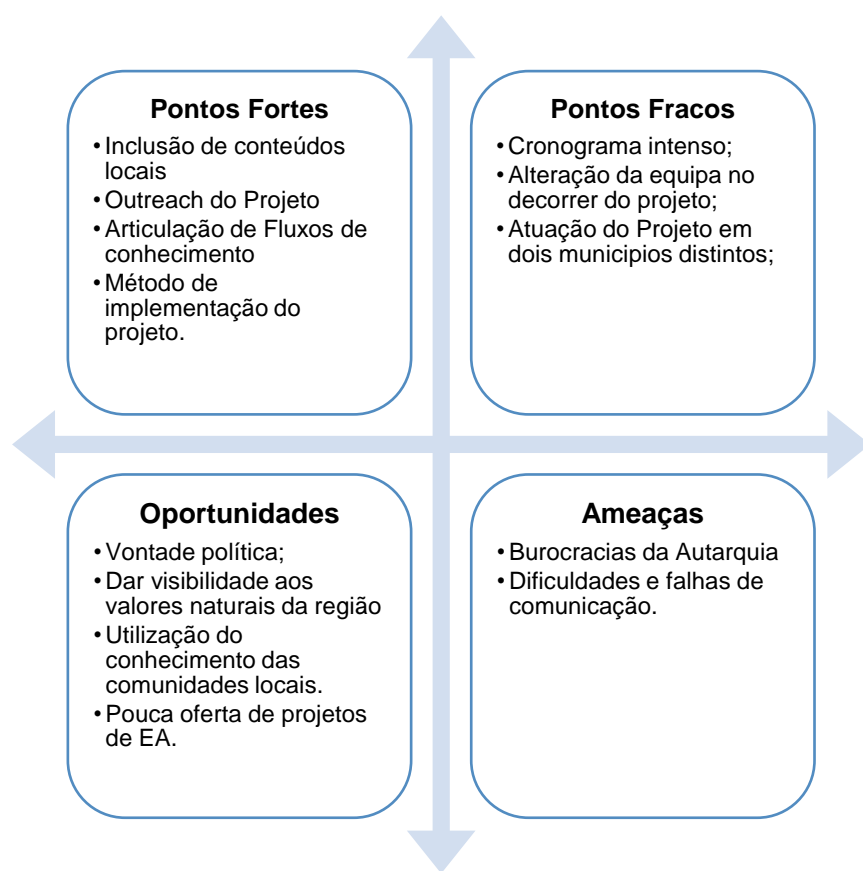 Pontos Fortes
• Inclusão de conteúdos
locais
• Outreach do Projeto
• Articulação de Fluxos de
conhecimento
• Método de
implementação do
projeto.
Pontos Fracos
• Cronograma intenso;
• Alteração da equipa no
decorrer do projeto;
• Atuação do Projeto em
dois municipios distintos;
Oportunidades
• Vontade política;
• Dar visibilidade aos
valores naturais da região
• Utilização do
conhecimento das
comunidades locais.
• Pouca oferta de projetos
de EA.
Ameaças
• Burocracias da Autarquia
• Dificuldades e falhas de
comunicação.